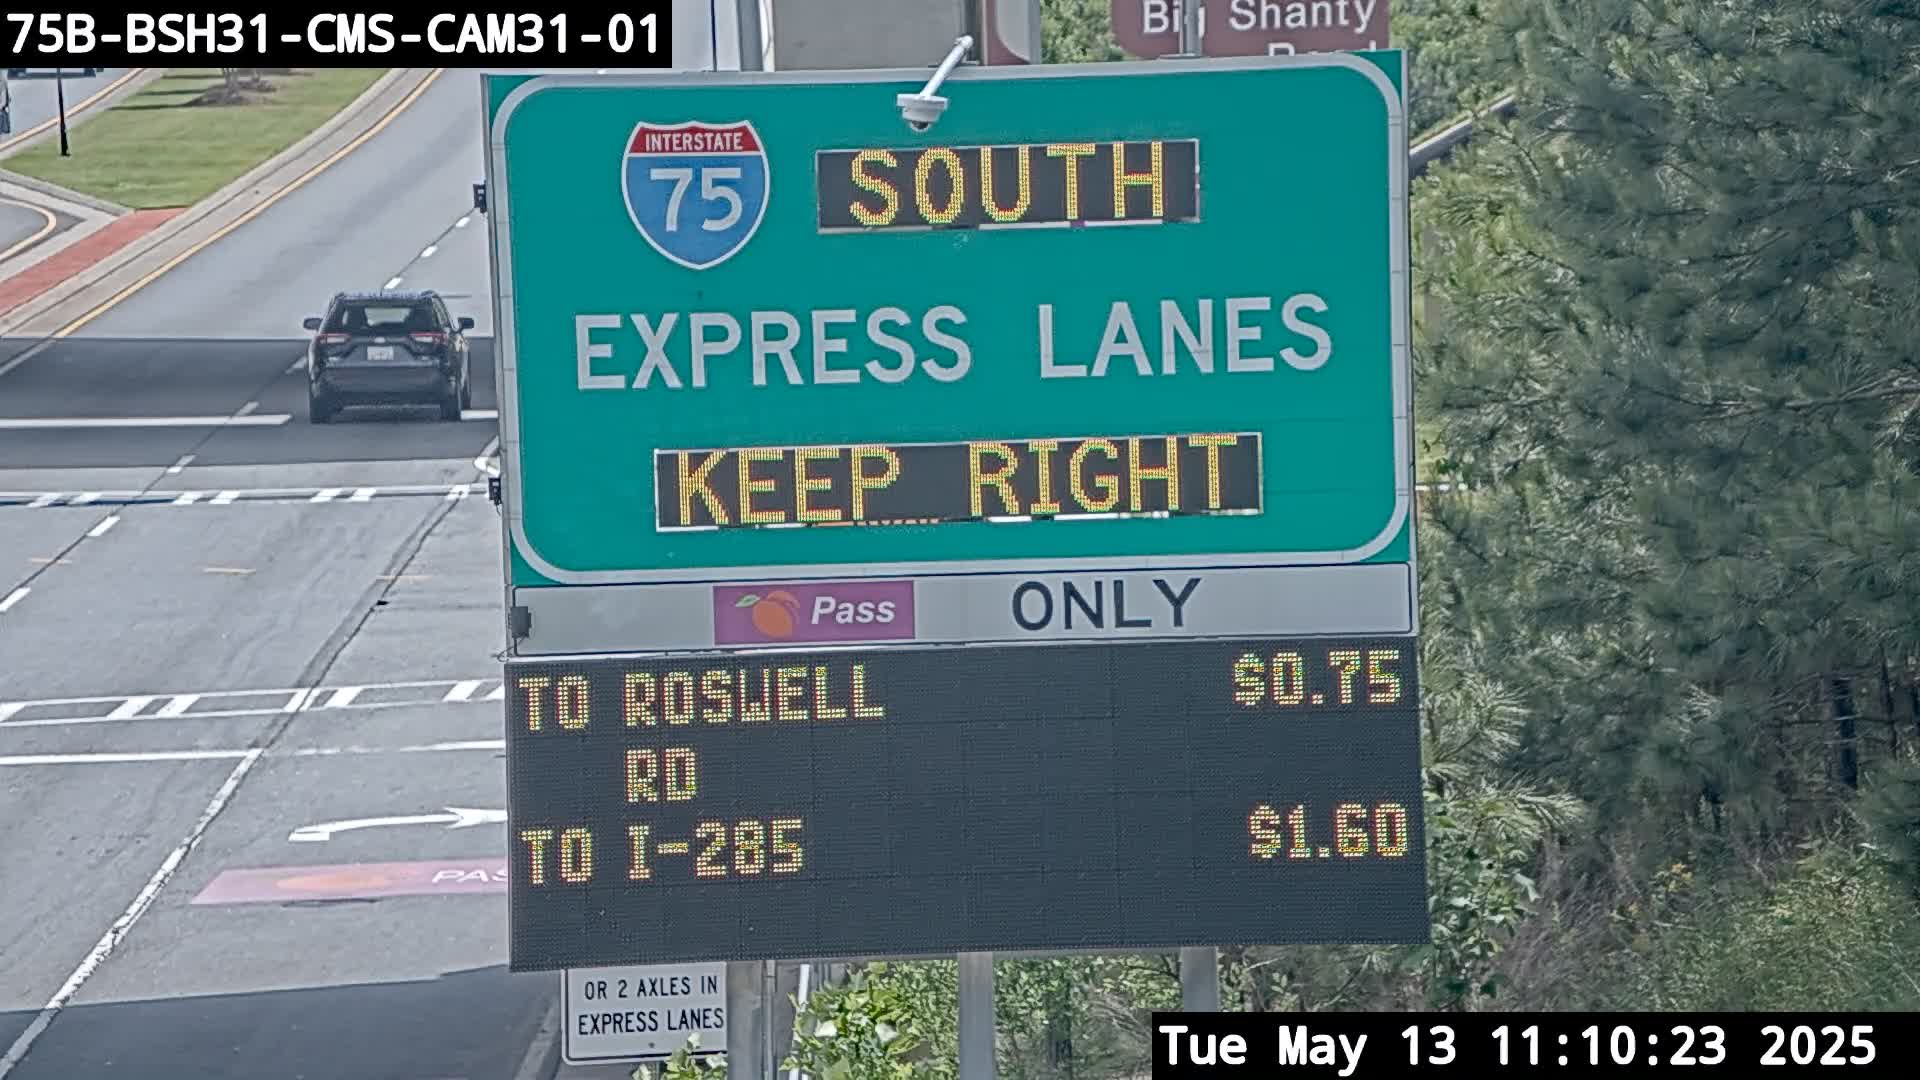 75B-BSH31-CMS-CAM31-01
Big Shanty
Road
INTERSTATE
75
SOUTH
EXPRESS LANES
KEEP RIGHT
Pass ONLY
TO ROSWELL $0.75
RD
TO I-285 $1.60
PAS
OR 2 AXLES IN
EXPRESS LANES
Tue May 13 11:10:23 2025